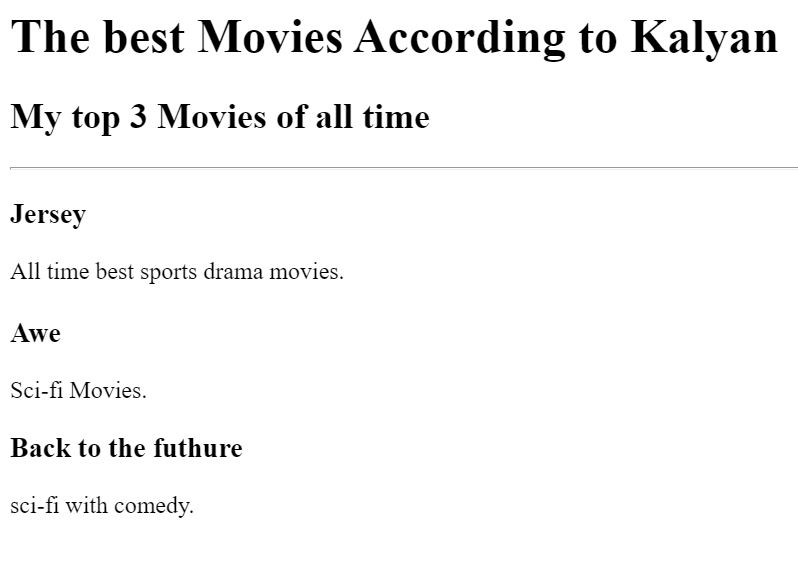 The best Movies According to Kalyan
My top 3 Movies of all time
Jersey
All time best sports drama movies.
Awe
Sci-fi Movies.
Back to the futhure
sci-fi with comedy.